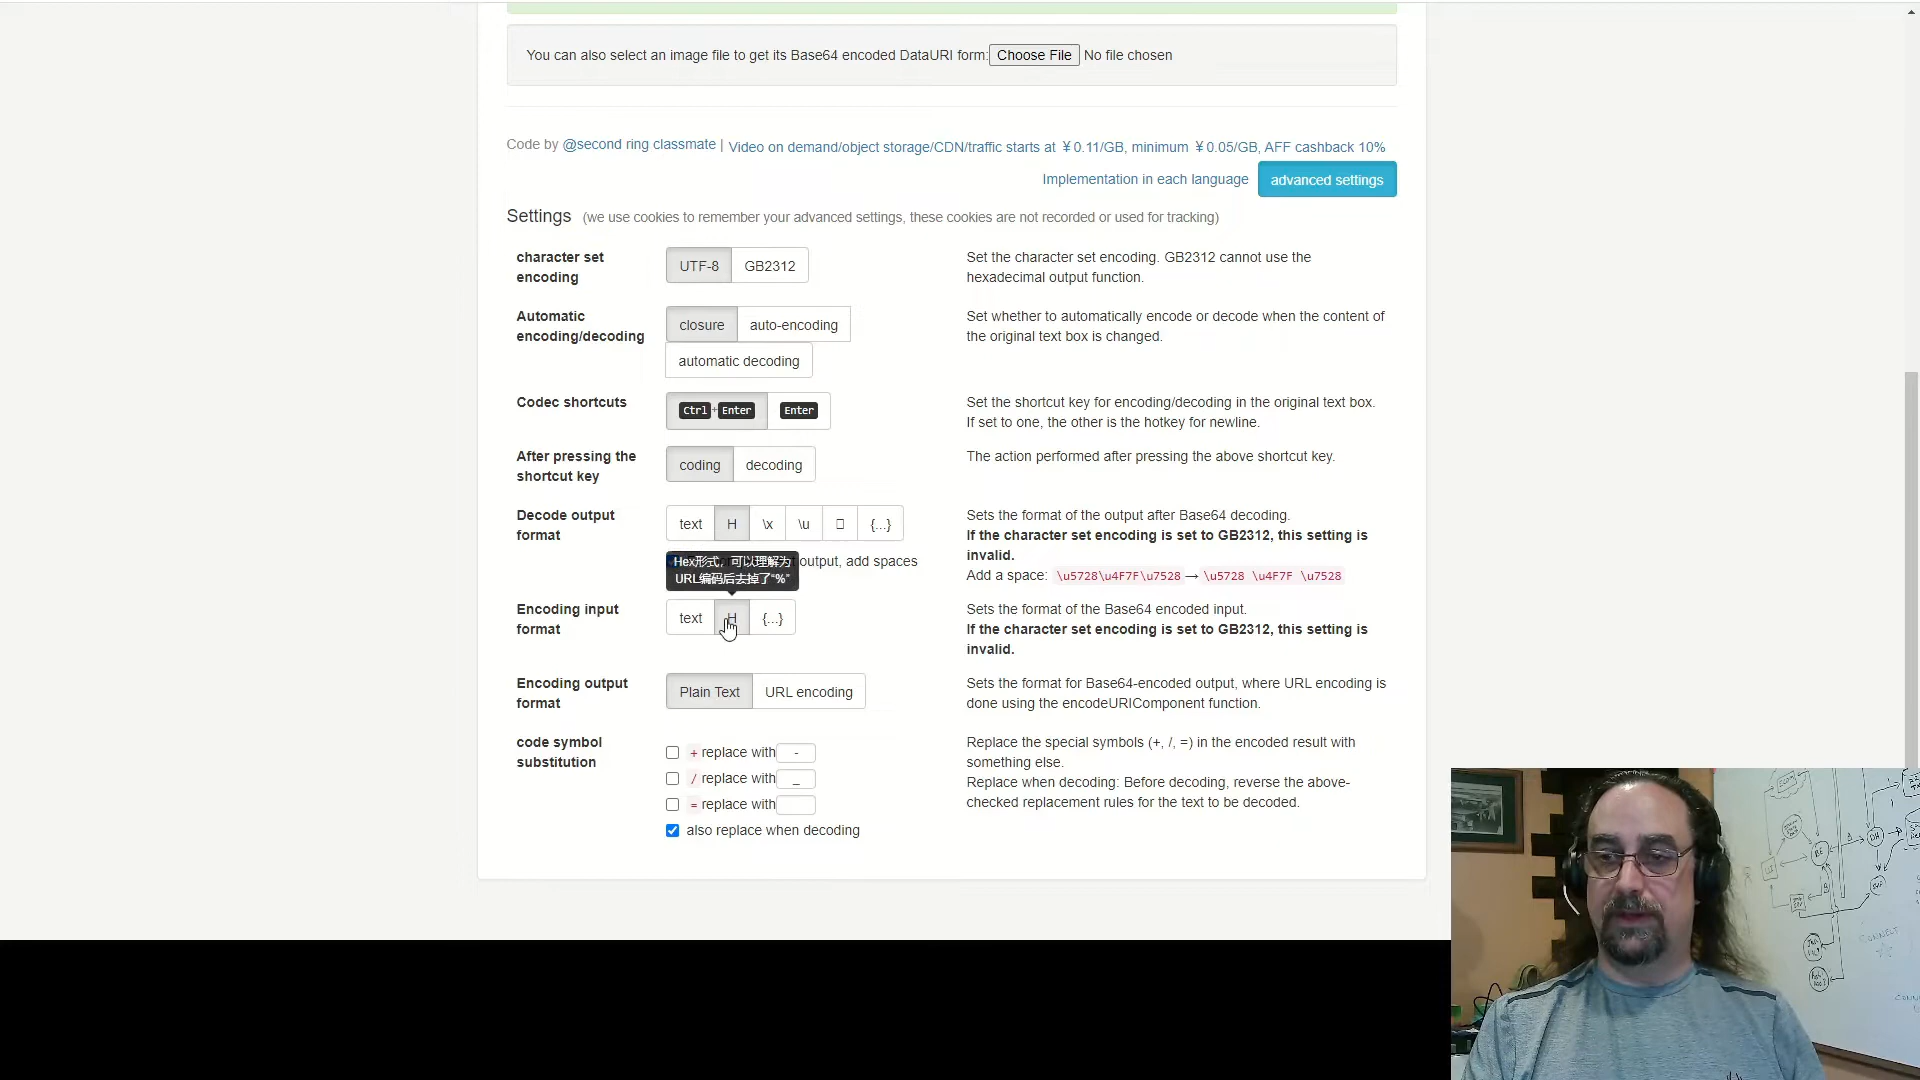 You can also select an image file to get its Base64 encoded DataURI form: Choose File No file chosen
Code by @second ring classmate | Video on demand/object storage/CDN/traffic starts at ¥0.11/GB, minimum ¥0.05/GB, AFF cashback 10%
Implementation in each language advanced settings
Settings (we use cookies to remember your advanced settings, these cookies are not recorded or used for tracking)
character set
encoding
UTF-8 GB2312
Set the character set encoding. GB2312 cannot use the
hexadecimal output function.
Automatic
encoding/decoding
closure auto-encoding
automatic decoding
Set whether to automatically encode or decode when the content of
the original text box is changed.
Codec shortcuts
Ctrl + Enter Enter
Set the shortcut key for encoding/decoding in the original text box.
If set to one, the other is the hotkey for newline.
After pressing the
shortcut key
coding decoding
The action performed after pressing the above shortcut key.
Decode output
format
text H \x \u {...}
Hex形式，可以理解为
URL编码后去掉了“%”
output, add spaces
Sets the format of the output after Base64 decoding.
If the character set encoding is set to GB2312, this setting is
invalid.
Add a space: \u5728\u4F7F\u7528 → \u5728 \u4F7F \u7528
Encoding input
format
text H {...}
Sets the format of the Base64 encoded input.
If the character set encoding is set to GB2312, this setting is
invalid.
Encoding output
format
Plain Text URL encoding
Sets the format for Base64-encoded output, where URL encoding is
done using the encodeURIComponent function.
code symbol
substitution
+ replace with -
/ replace with _
= replace with
also replace when decoding
Replace the special symbols (+, /, =) in the encoded result with
something else.
Replace when decoding: Before decoding, reverse the above-
checked replacement rules for the text to be decoded.
CONNECT